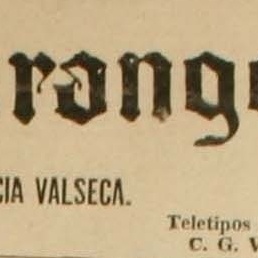 rang
CIA VALSECA.
Teletipos
C. G. V